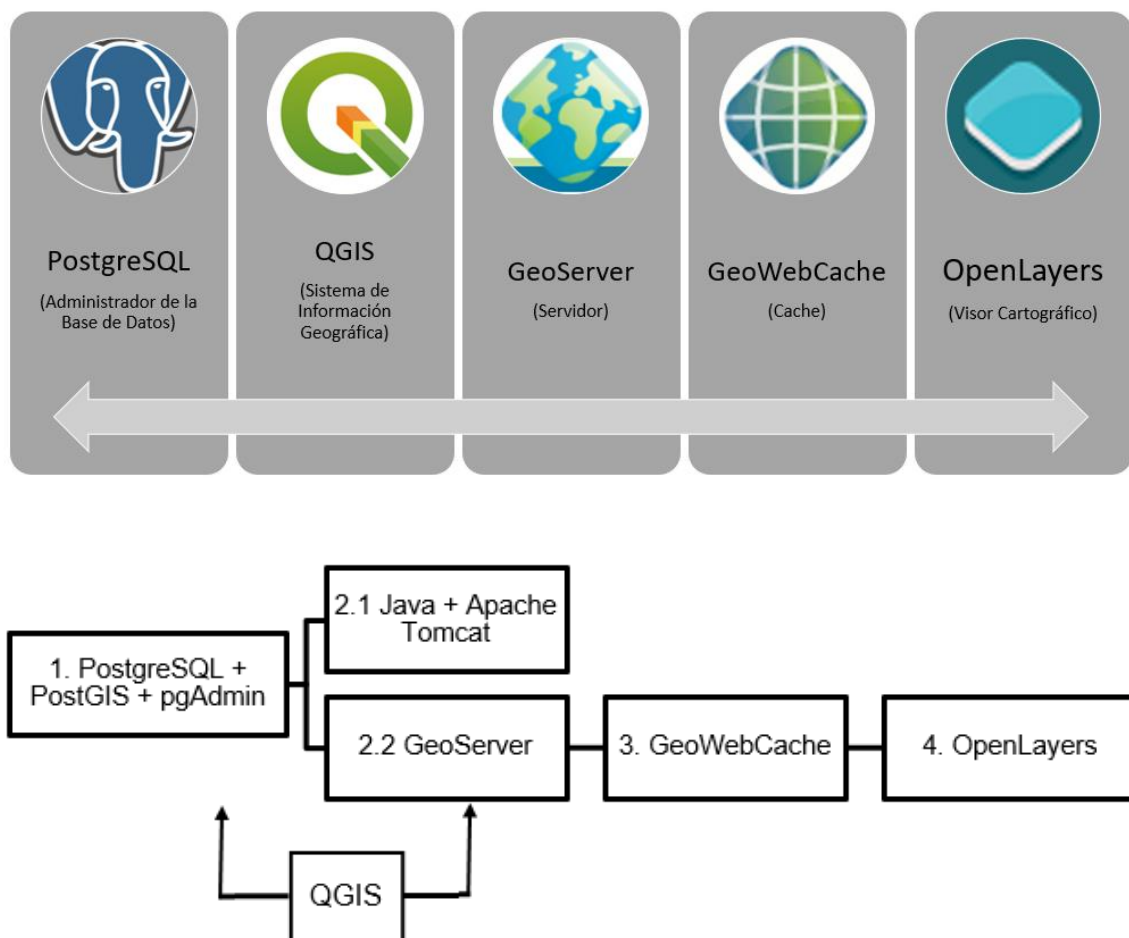 PostgreSQL
(Administrador de la
Base de Datos)
QGIS
(Sistema de
Información
Geográfica)
GeoServer
(Servidor)
GeoWebCache
(Cache)
OpenLayers
(Visor Cartográfico)
1. PostgreSQL +
PostGIS + pgAdmin
2.1 Java + Apache
Tomcat
2.2 GeoServer
3. GeoWebCache
4. OpenLayers
QGIS